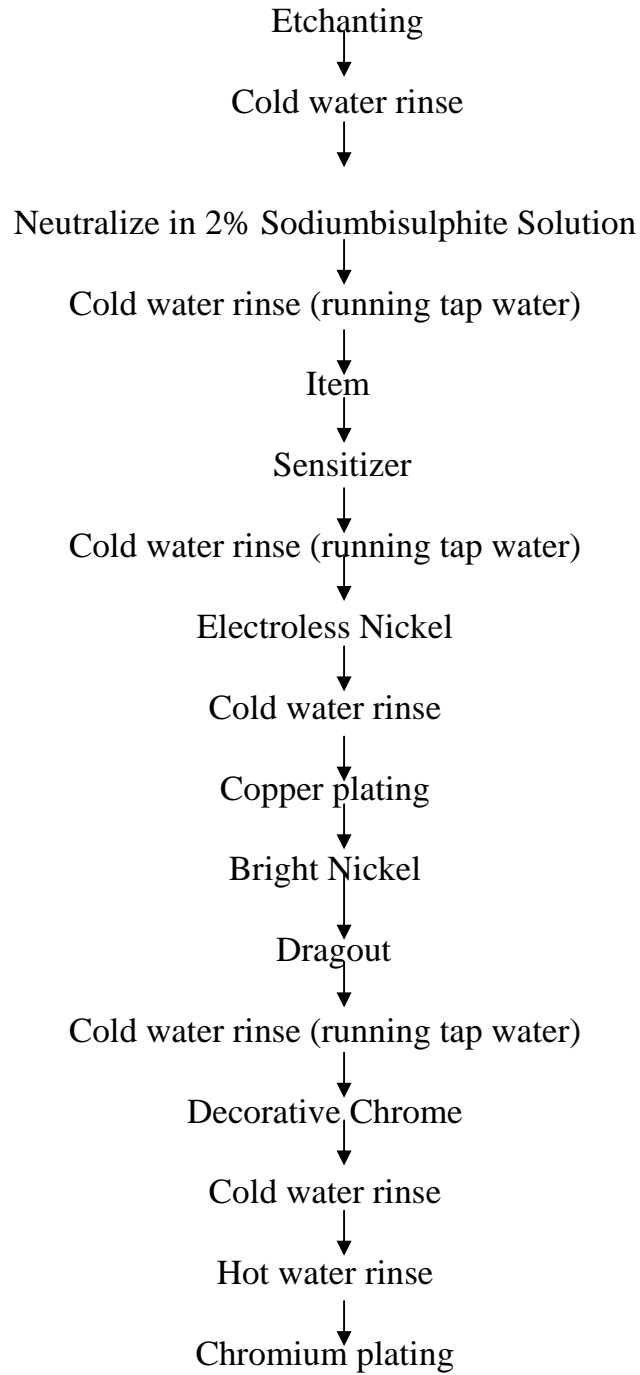 Etchanting
Cold water rinse
Neutralize in 2% Sodiumbisulphite Solution
Cold water rinse (running tap water)
Item
Sensitizer
Cold water rinse (running tap water)
Electroless Nickel
Cold water rinse
Copper plating
Bright Nickel
Dragout
Cold water rinse (running tap water)
Decorative Chrome
Cold water rinse
Hot water rinse
Chromium plating